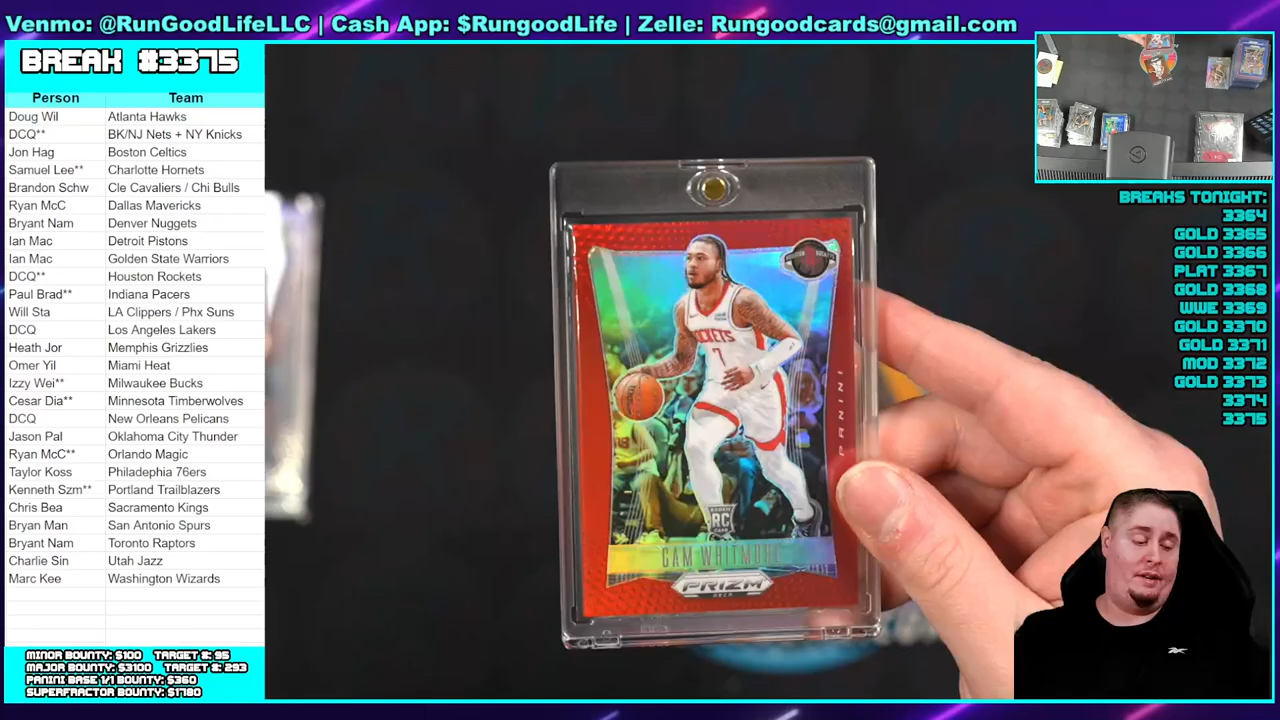 Venmo: @RunGoodLifeLLC | Cash App: $RungoodLife | Zelle: Rungoodcards@gmail.com
BREAK #3375
Person Team
Doug Wil Atlanta Hawks
DCQ** BK/NJ Nets + NY Knicks
Jon Hag Boston Celtics
Samuel Lee** Charlotte Hornets
Brandon Schw Cle Cavaliers / Chi Bulls
Ryan McC Dallas Mavericks
Bryant Nam Denver Nuggets
Ian Mac Detroit Pistons
Ian Mac Golden State Warriors
DCQ** Houston Rockets
Paul Brad** Indiana Pacers
Will Sta LA Clippers / Phx Suns
DCQ Los Angeles Lakers
Heath Jor Memphis Grizzlies
Omer Yil Miami Heat
Izzy Wei** Milwaukee Bucks
Cesar Dia** Minnesota Timberwolves
DCQ New Orleans Pelicans
Jason Pal Oklahoma City Thunder
Ryan McC** Orlando Magic
Taylor Koss Philadephia 76ers
Kenneth Szm** Portland Trailblazers
Chris Bea Sacramento Kings
Bryan Man San Antonio Spurs
Bryant Nam Toronto Raptors
Charlie Sin Utah Jazz
Marc Kee Washington Wizards
MINOR BOUNTY: $100 TARGET #: 95
MAJOR BOUNTY: $3100 TARGET #: 293
PANINI BASE 1/1 BOUNTY: $360
SUPERFRACTOR BOUNTY: $1780
ROCKETS
7
PANINI
ROOKIE
RC
CARD
CAM WHITMORE
PRIZM
DECA
BREAKS TONIGHT:
3364
GOLD 3365
GOLD 3366
PLAT 3367
GOLD 3368
WWE 3369
GOLD 3370
GOLD 3371
MOD 3372
GOLD 3373
3374
3375